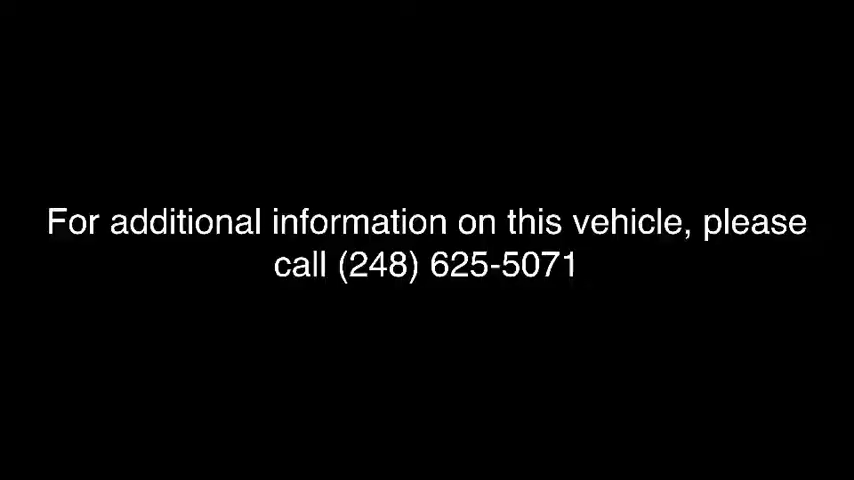 For additional information on this vehicle, please
call (248) 625-5071